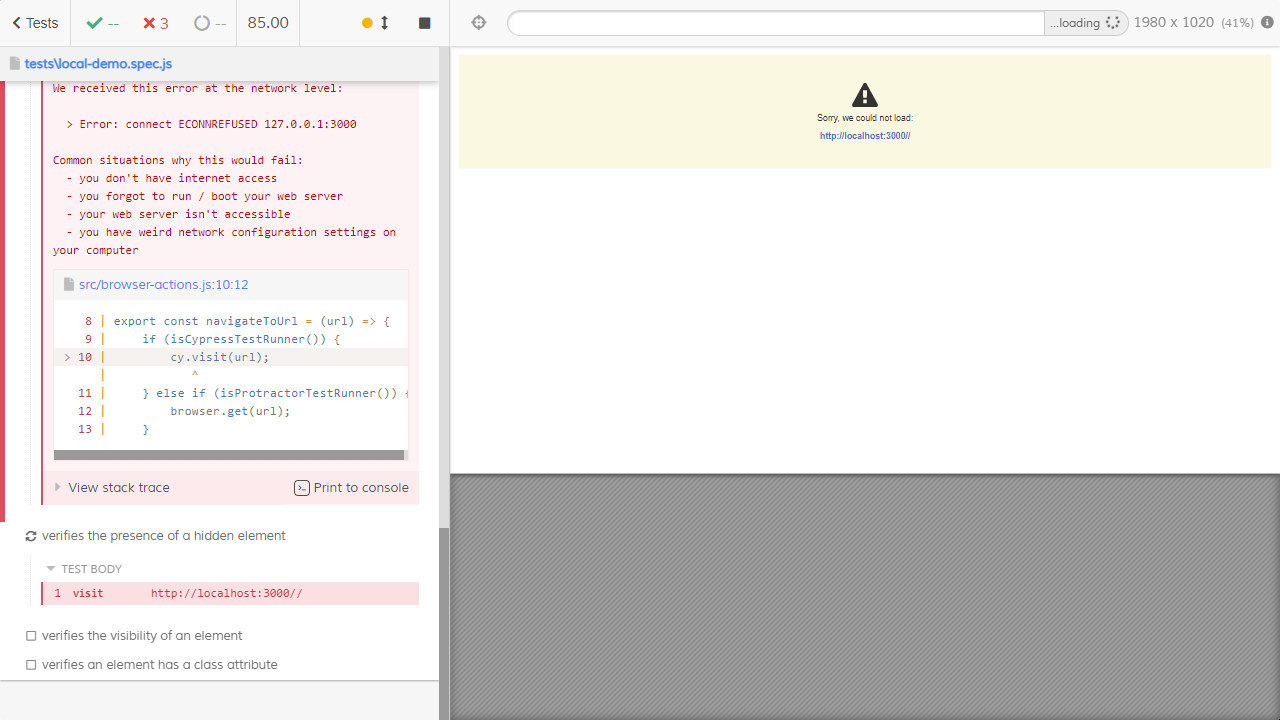 Tests
--
3
--
85.00
...loading
1980 x 1020 (41%)
tests\local-demo.spec.js
We received this error at the network level:
> Error: connect ECONNREFUSED 127.0.0.1:3000
Common situations why this would fail:
- you don't have internet access
- you forgot to run / boot your web server
- your web server isn't accessible
- you have weird network configuration settings on
your computer
src/browser-actions.js:10:12
8 | export const navigateToUrl = (url) => {
9 | if (isCypressTestRunner()) {
> 10 | cy.visit(url);
| ^
11 | } else if (isProtractorTestRunner()) {
12 | browser.get(url);
13 | }
View stack trace
Print to console
verifies the presence of a hidden element
TEST BODY
1 visit http://localhost:3000//
verifies the visibility of an element
verifies an element has a class attribute
Sorry, we could not load:
http://localhost:3000//